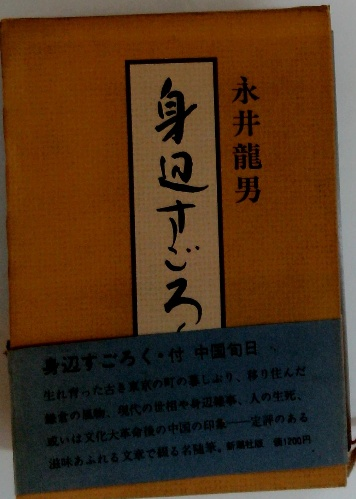 永井龍男
身辺すごろく
身辺すごろく・付 中国旬日
生れ育った古き東京の町の暮しぶり、移り住んだ
鎌倉の風物、現代の世相や身辺雑事、人の生死、
或いは文化大革命後の中国の印象――定評のある
滋味あふれる文章で綴る名随筆。新潮社版 価1200円